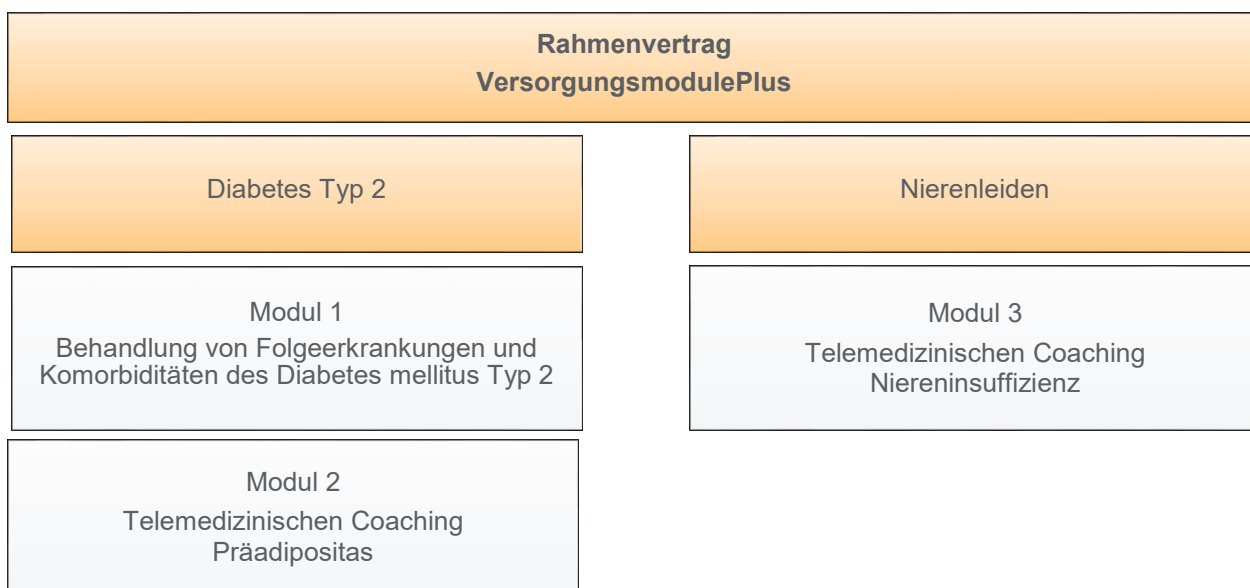 Rahmenvertrag
VersorgungsmodulePlus
Diabetes Typ 2
Nierenleiden
Modul 1
Behandlung von Folgeerkrankungen und
Komorbiditäten des Diabetes mellitus Typ 2
Modul 3
Telemedizinischen Coaching
Niereninsuffizienz
Modul 2
Telemedizinischen Coaching
Präadipositas